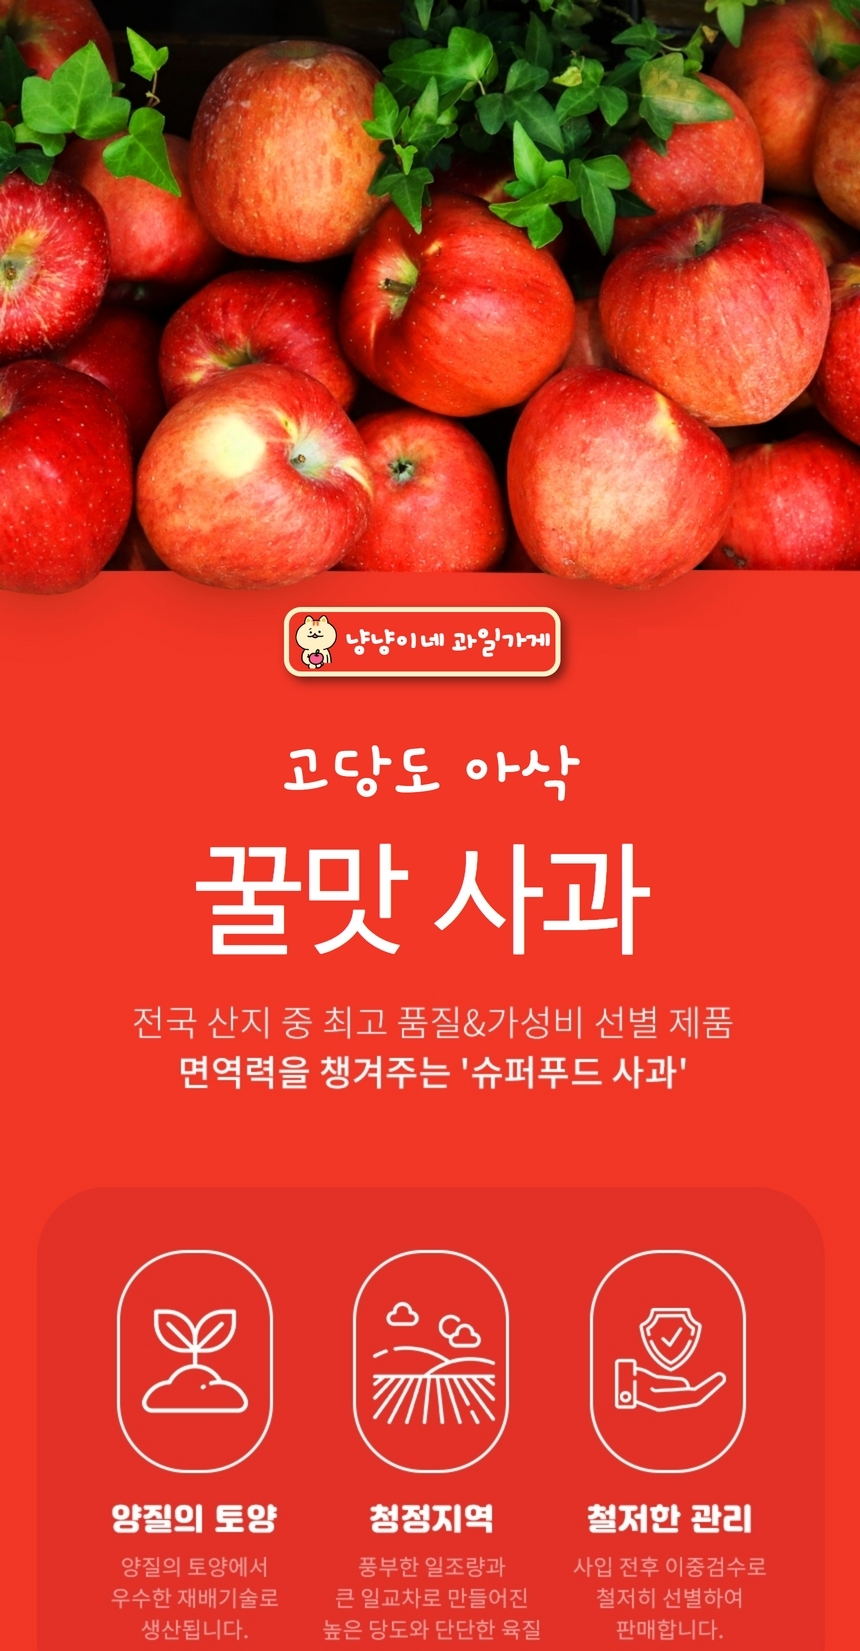 냥냥이네 과일가게
고당도 아삭
꿀맛 사과
전국 산지 중 최고 품질&가성비 선별 제품
면역력을 챙겨주는 '슈퍼푸드 사과'
양질의 토양
양질의 토양에서
우수한 재배기술로
생산됩니다.
청정지역
풍부한 일조량과
큰 일교차로 만들어진
높은 당도와 단단한 육질
철저한 관리
사입 전후 이중검수로
철저히 선별하여
판매합니다.